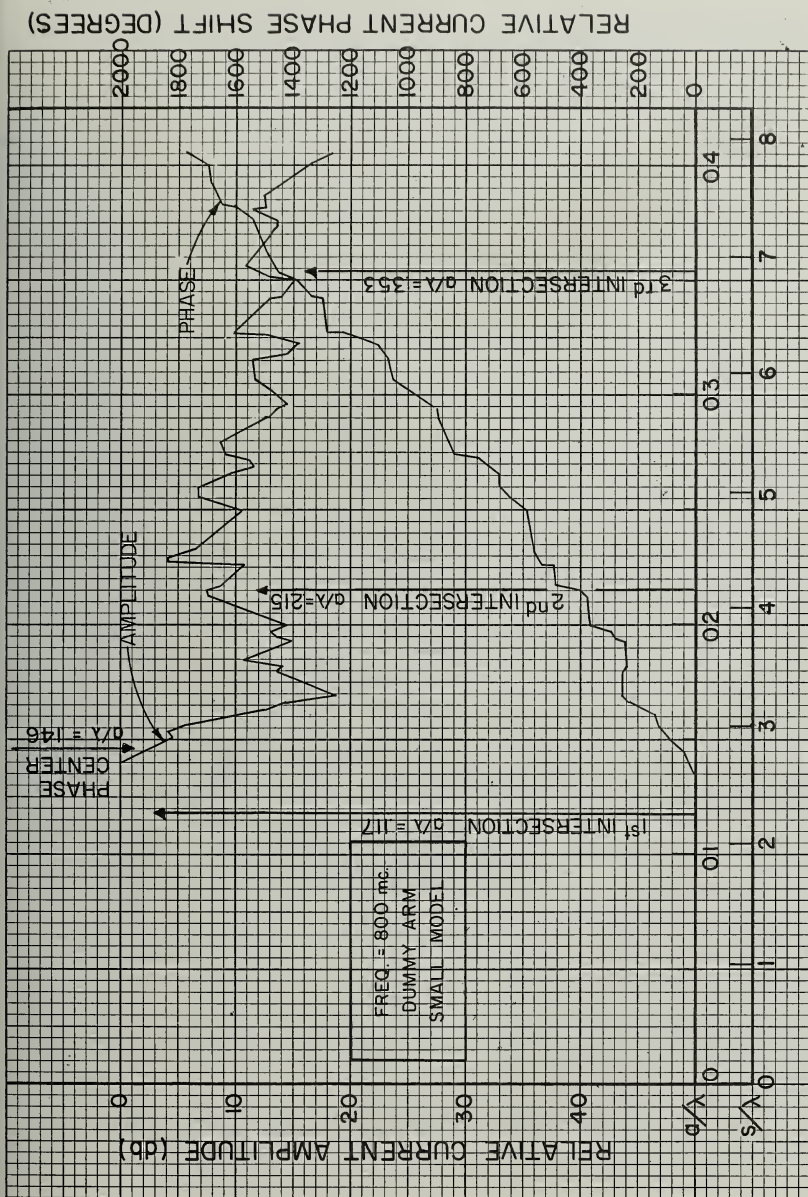 RELATIVE CURRENT AMPLITUDE (db)
RELATIVE CURRENT PHASE SHIFT (DEGREES)
0
10
20
30
40
2000
1800
1600
1400
1200
1000
800
600
400
200
0
a/λ
0
01
02
03
04
s/λ
0
1
2
3
4
5
6
7
8
FREQ. = 800 mc.
DUMMY ARM
SMALL MODEL
PHASE
CENTER
a/λ = .146
AMPLITUDE
PHASE
1st INTERSECTION a/λ = .117
2nd INTERSECTION a/λ=.215
3rd INTERSECTION a/λ=.353